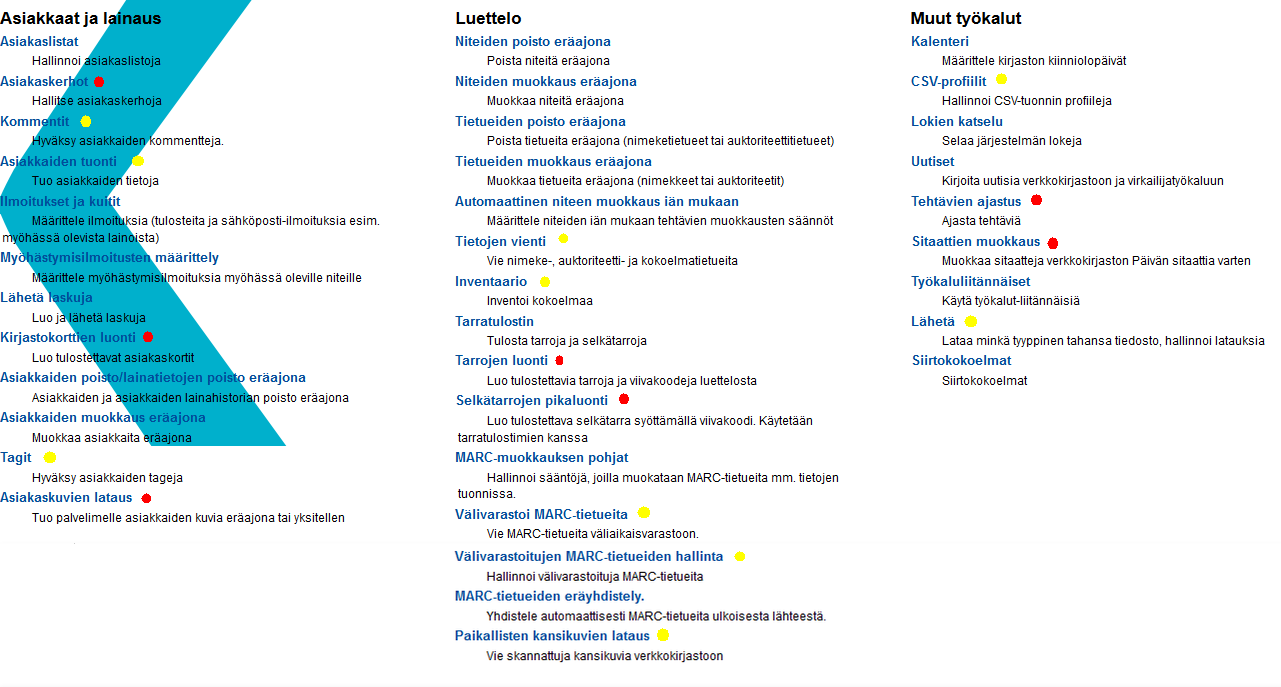 Asiakkaat ja lainaus
Asiakaslistat
Hallinnoi asiakaslistoja
Asiakaskerhot
Hallitse asiakaskerhoja
Kommentit
Hyväksy asiakkaiden kommentteja.
Asiakkaiden tuonti
Tuo asiakkaiden tietoja
Ilmoitukset ja kuitit
Määrittele ilmoituksia (tulosteita ja sähköposti-ilmoituksia esim.
myöhässä olevista lainoista)
Myöhästymisilmoitusten määrittely
Määrittele myöhästymisilmoituksia myöhässä oleville niteille
Lähetä laskuja
Luo ja lähetä laskuja
Kirjastokorttien luonti
Luo tulostettavat asiakaskortit
Asiakkaiden poisto/lainatietojen poisto eräajona
Asiakkaiden ja asiakkaiden lainahistorian poisto eräajona
Asiakkaiden muokkaus eräajona
Muokkaa asiakkaita eräajona
Tagit
Hyväksy asiakkaiden tageja
Asiakaskuvien lataus
Tuo palvelimelle asiakkaiden kuvia eräajona tai yksitellen
Luettelo
Niteiden poisto eräajona
Poista niteitä eräajona
Niteiden muokkaus eräajona
Muokkaa niteitä eräajona
Tietueiden poisto eräajona
Poista tietueita eräajona (nimeketietueet tai auktoriteettitietueet)
Tietueiden muokkaus eräajona
Muokkaa tietueita eräajona (nimekkeet tai auktoriteetit)
Automaattinen niteen muokkaus iän mukaan
Määrittele niteiden iän mukaan tehtävien muokkausten säännöt
Tietojen vienti
Vie nimeke-, auktoriteetti- ja kokoelmatietueita
Inventaario
Inventoi kokoelmaa
Tarratulostin
Tulosta tarroja ja selkätarroja
Tarrojen luonti
Luo tulostettavia tarroja ja viivakoodeja luettelosta
Selkätarrojen pikaluonti
Luo tulostettava selkätarra syöttämällä viivakoodi. Käytetään
tarratulostimien kanssa
MARC-muokkauksen pohjat
Hallinnoi sääntöjä, joilla muokataan MARC-tietueita mm. tietojen
tuonnissa.
Välivarastoi MARC-tietueita
Vie MARC-tietueita väliaikaisvarastoon.
Välivarastoitujen MARC-tietueiden hallinta
Hallinnoi välivarastoituja MARC-tietueita
MARC-tietueiden eräyhdistely.
Yhdistele automaattisesti MARC-tietueita ulkoisesta lähteestä.
Paikallisten kansikuvien lataus
Vie skannattuja kansikuvia verkkokirjastoon
Muut työkalut
Kalenteri
Määrittele kirjaston kiinniolopäivät
CSV-profiilit
Hallinnoi CSV-tuonnin profiileja
Lokien katselu
Selaa järjestelmän lokeja
Uutiset
Kirjoita uutisia verkkokirjastoon ja virkailijatyökaluun
Tehtävien ajastus
Ajasta tehtäviä
Sitaattien muokkaus
Muokkaa sitaatteja verkkokirjaston Päivän sitaattia varten
Työkaluliitännäiset
Käytä työkalut-liitännäisiä
Lähetä
Lataa minkä tyyppinen tahansa tiedosto, hallinnoi latauksia
Siirtokokoelmat
Siirtokokoelmat